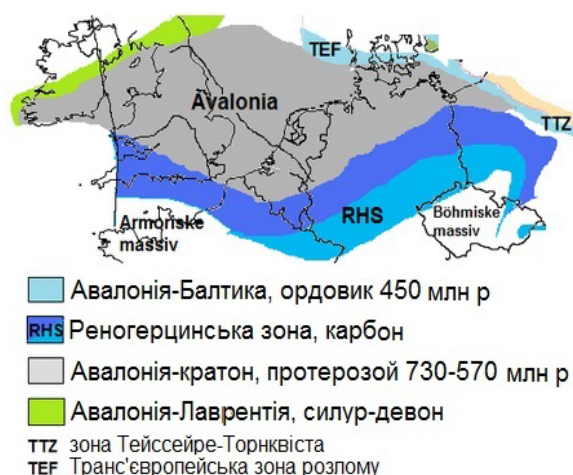 TEF
Avalonia
TTZ
Armoriske
massiv
RHS
Böhmiske
massiv
Авалонія-Балтика, ордовик 450 млн р
RHS Реногерцинська зона, карбон
Авалонія-кратон, протерозой 730-570 млн р
Авалонія-Лаврентія, силур-девон
TTZ зона Тейссейре-Торнквіста
TEF Транс'європейська зона розлому